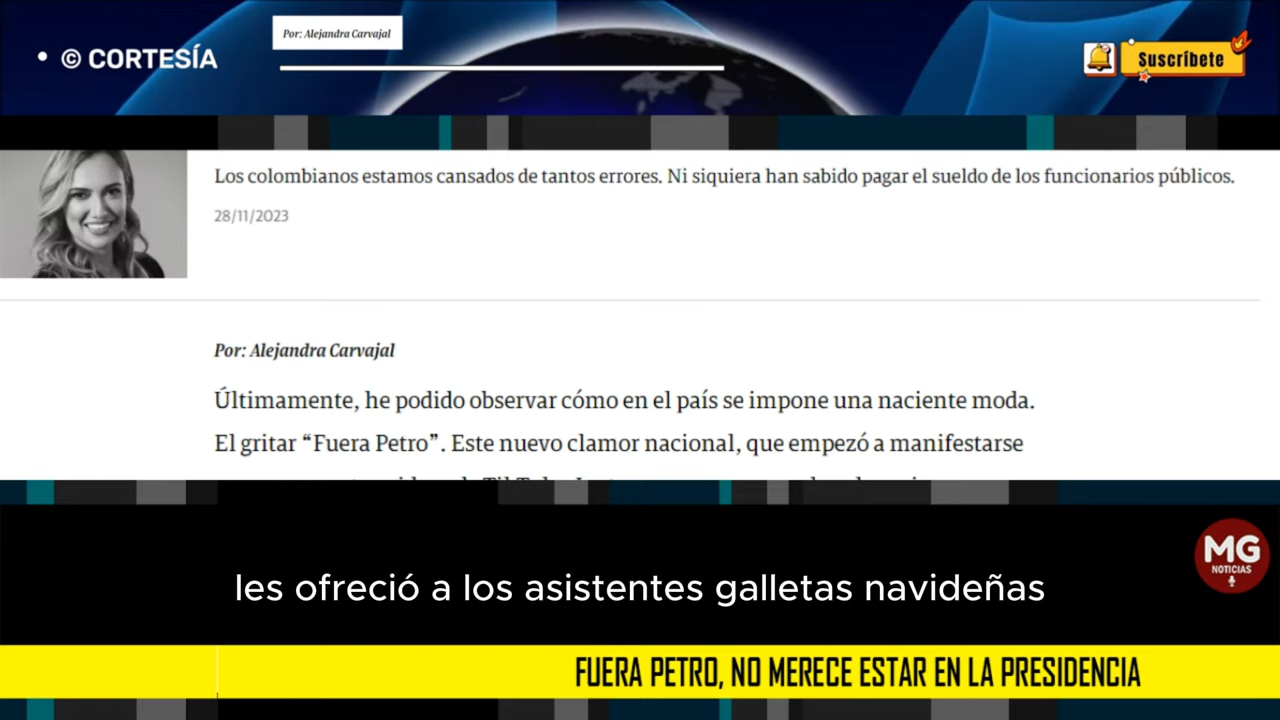 Por: Alejandra Carvajal
• © CORTESÍA
Suscríbete
Los colombianos estamos cansados de tantos errores. Ni siquiera han sabido pagar el sueldo de los funcionarios públicos.
28/11/2023
Por: Alejandra Carvajal
Últimamente, he podido observar cómo en el país se impone una naciente moda.
El gritar “Fuera Petro”. Este nuevo clamor nacional, que empezó a manifestarse
les ofreció a los asistentes galletas navideñas
MG
NOTICIAS
FUERA PETRO, NO MERECE ESTAR EN LA PRESIDENCIA